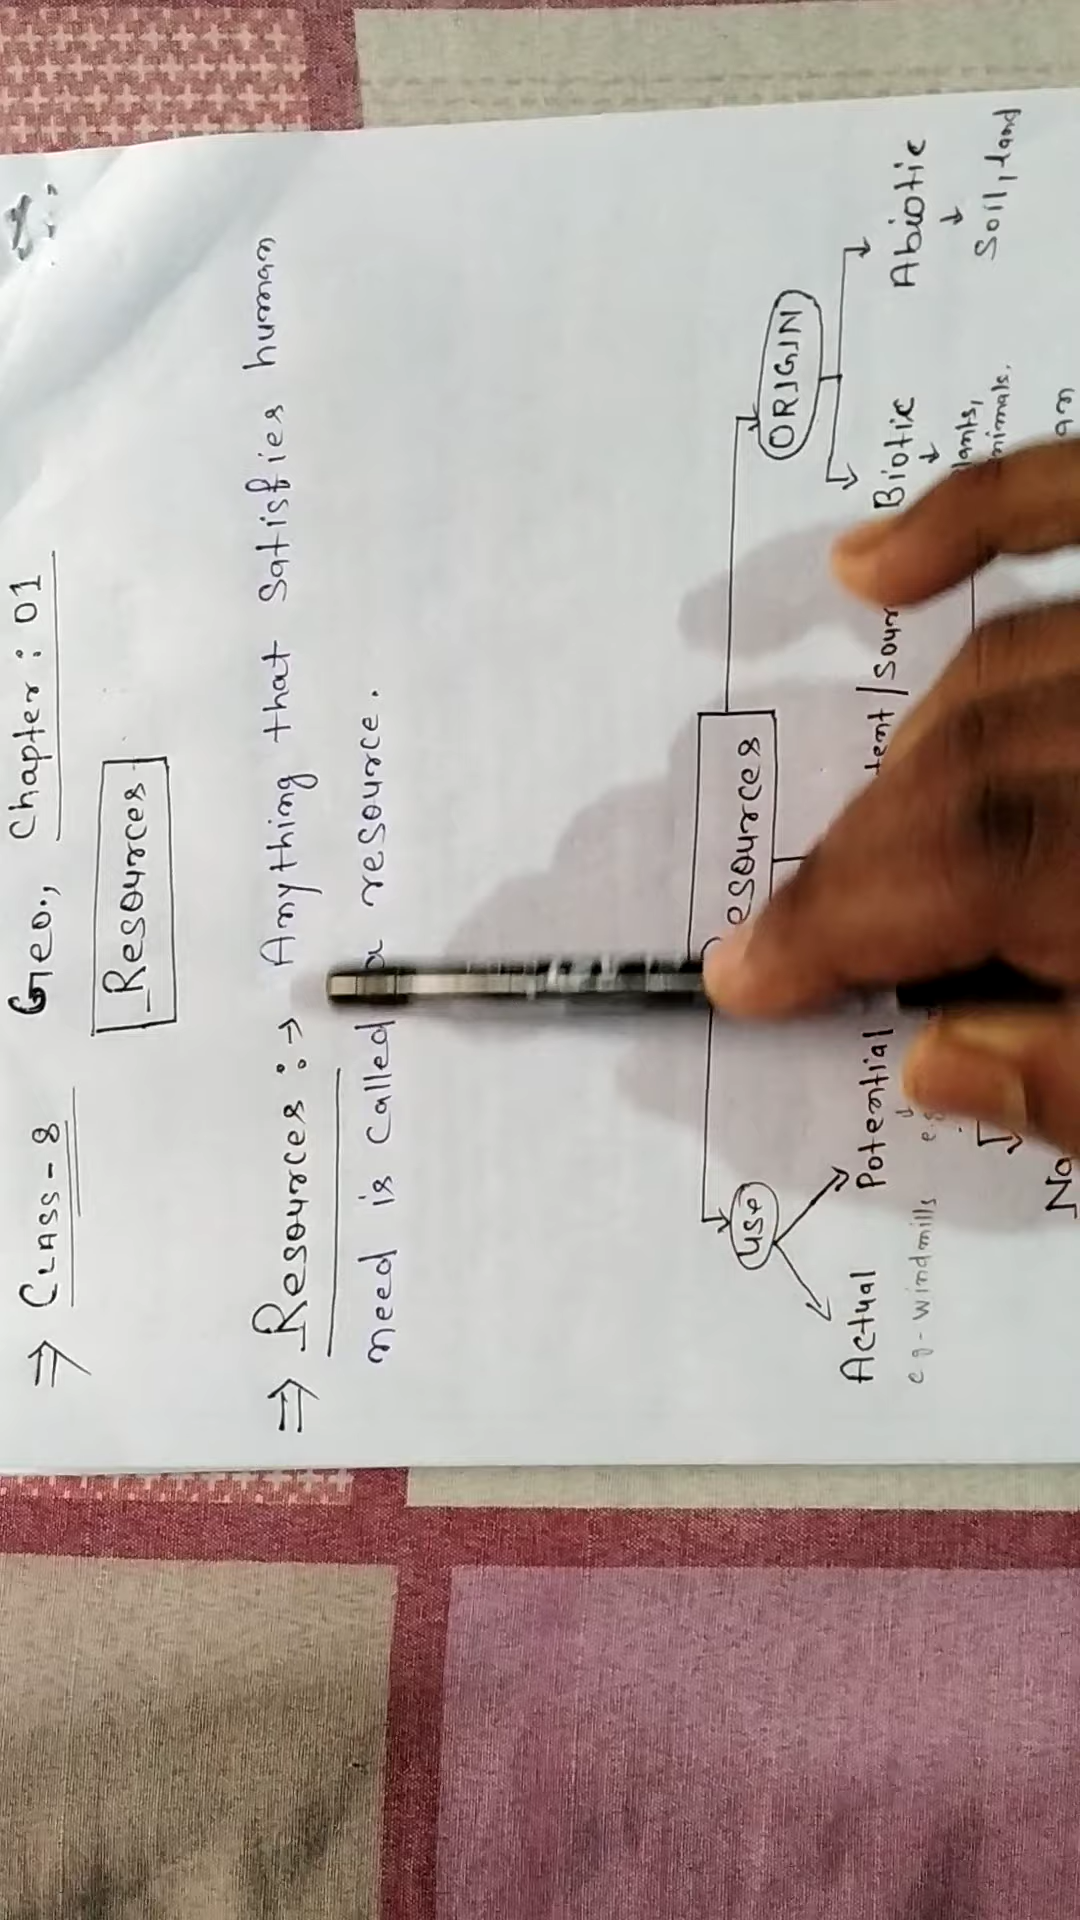 ⇒ CLASS-8 Geo., Chapter : 01
Resources
⇒ Resources :→ Anything that satisfies human
need is called a resource.
Resources
USE
ORIGIN
Actual Potential Biotic Abiotic
eg - windmills
Soil, land